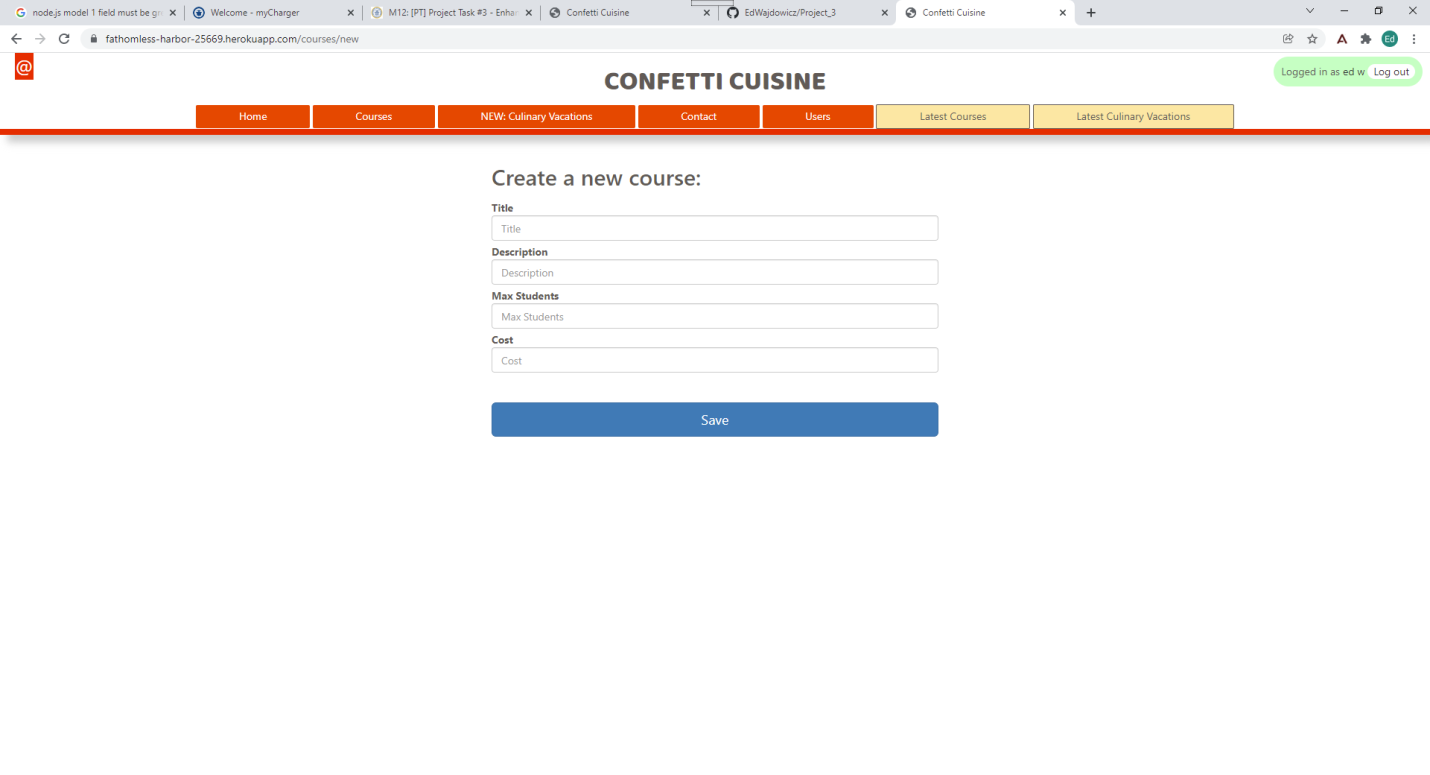 node.js model 1 field must be gre
Welcome - myCharger
M12: [PT] Project Task #3 - Enhan
Confetti Cuisine
EdWajdowicz/Project_3
Confetti Cuisine
fathomless-harbor-25669.herokuapp.com/courses/new
A
Ed
@
CONFETTI CUISINE
Logged in as ed w Log out
Home
Courses
NEW: Culinary Vacations
Contact
Users
Latest Courses
Latest Culinary Vacations
Create a new course:
Title
Title
Description
Description
Max Students
Max Students
Cost
Cost
Save